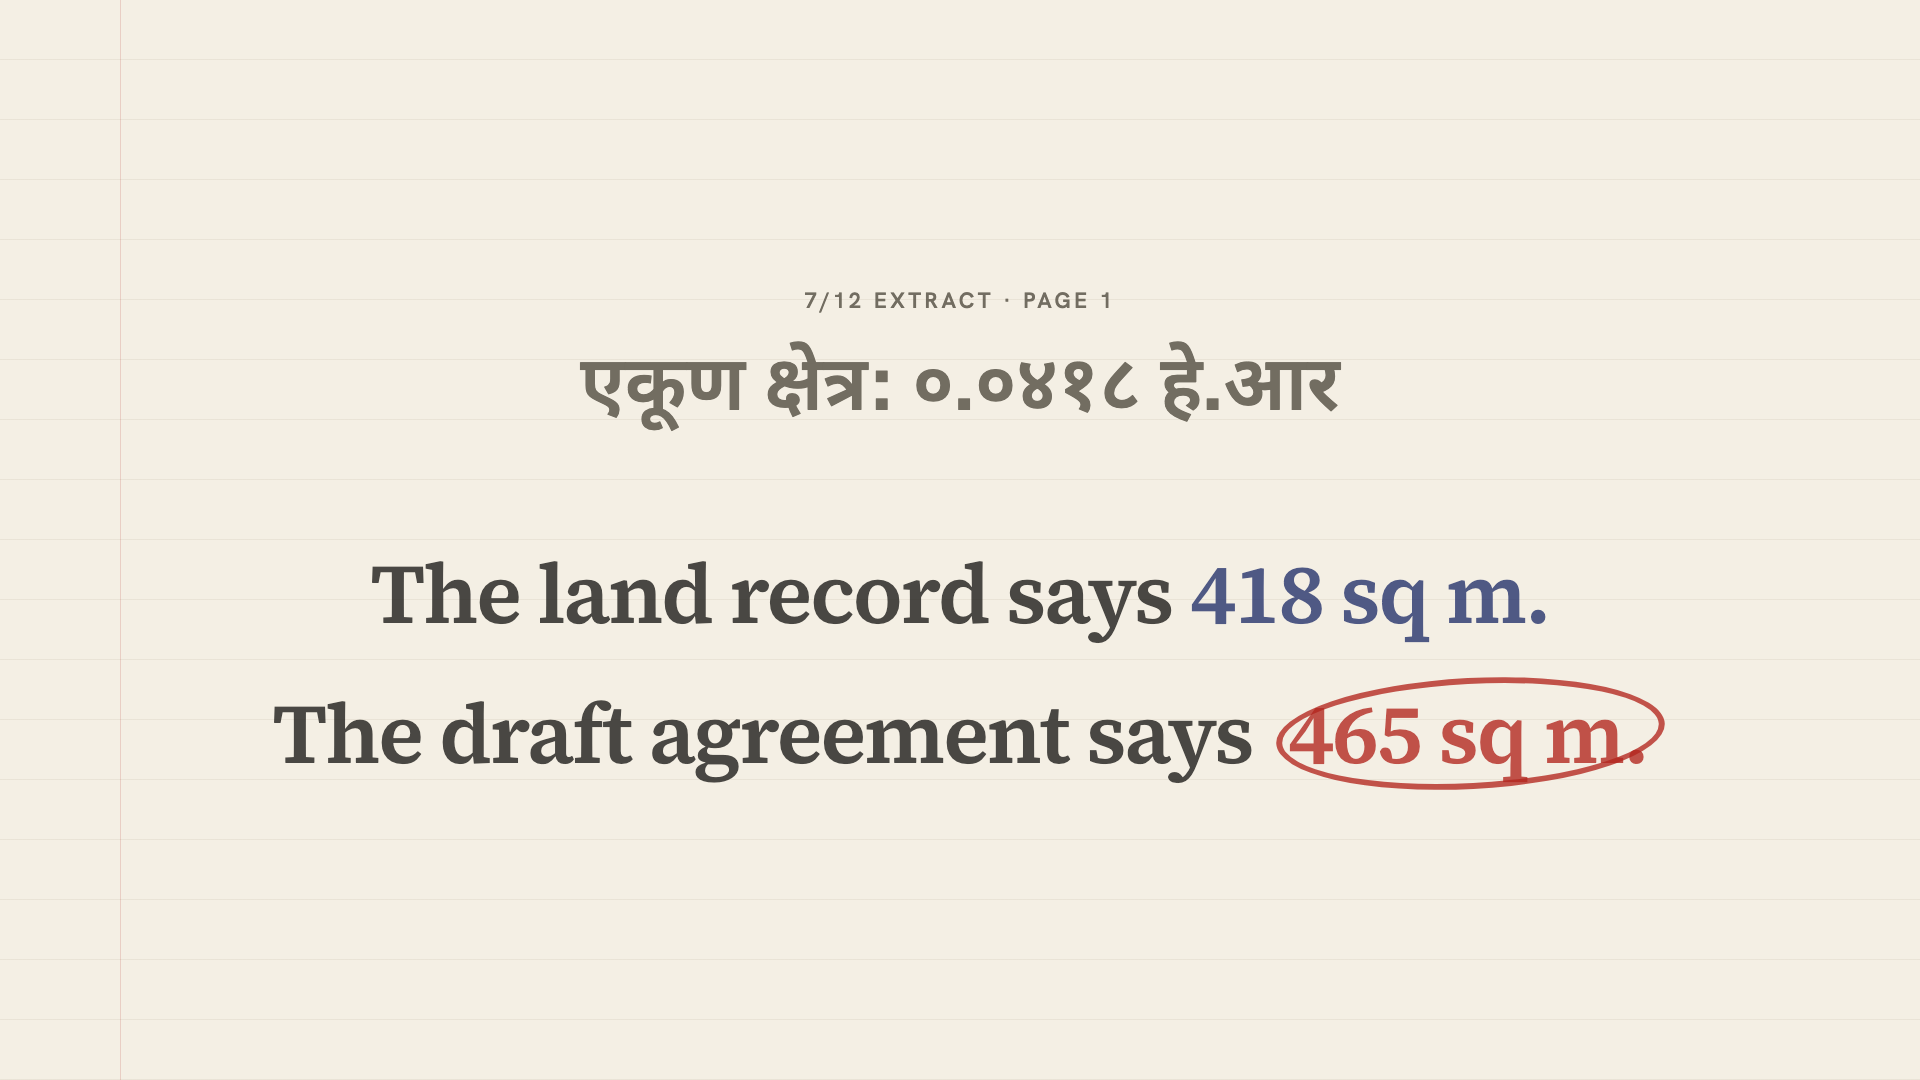 7/12 EXTRACT · PAGE 1
एकूण क्षेत्र: ०.०४१८ हे.आर
The land record says 418 sq m.
The draft agreement says 465 sq m.